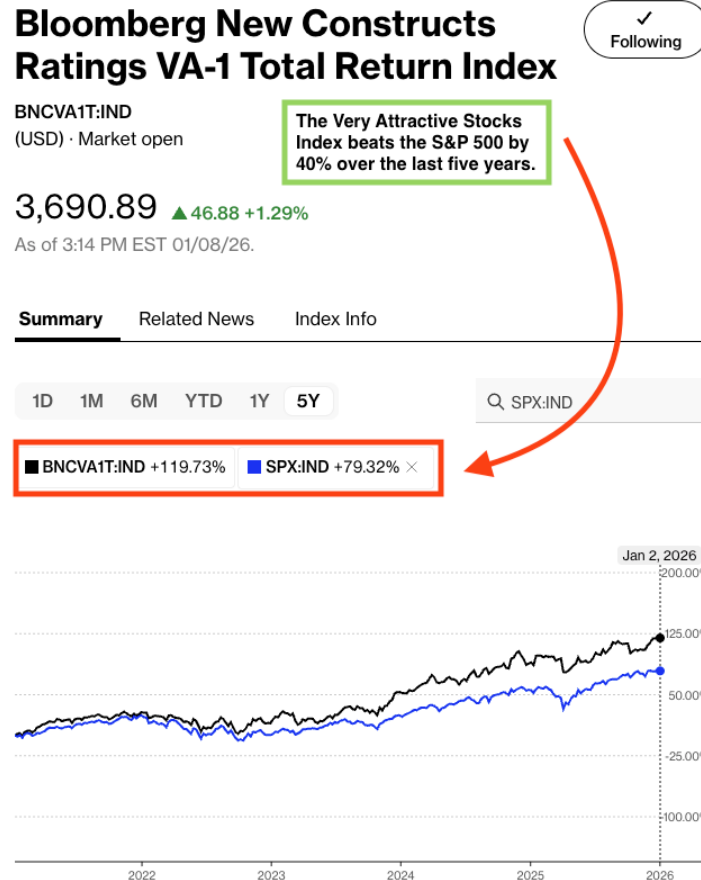 Bloomberg New Constructs
Ratings VA-1 Total Return Index
✓
Following
BNCVA1T:IND
(USD) · Market open
The Very Attractive Stocks
Index beats the S&P 500 by
40% over the last five years.
3,690.89 ▲46.88 +1.29%
As of 3:14 PM EST 01/08/26.
Summary Related News Index Info
1D 1M 6M YTD 1Y 5Y
SPX:IND
BNCVA1T:IND +119.73% SPX:IND +79.32% ×
Jan 2, 2026
200.00%
125.00%
50.00%
-25.00%
-100.00%
2022 2023 2024 2025 2026